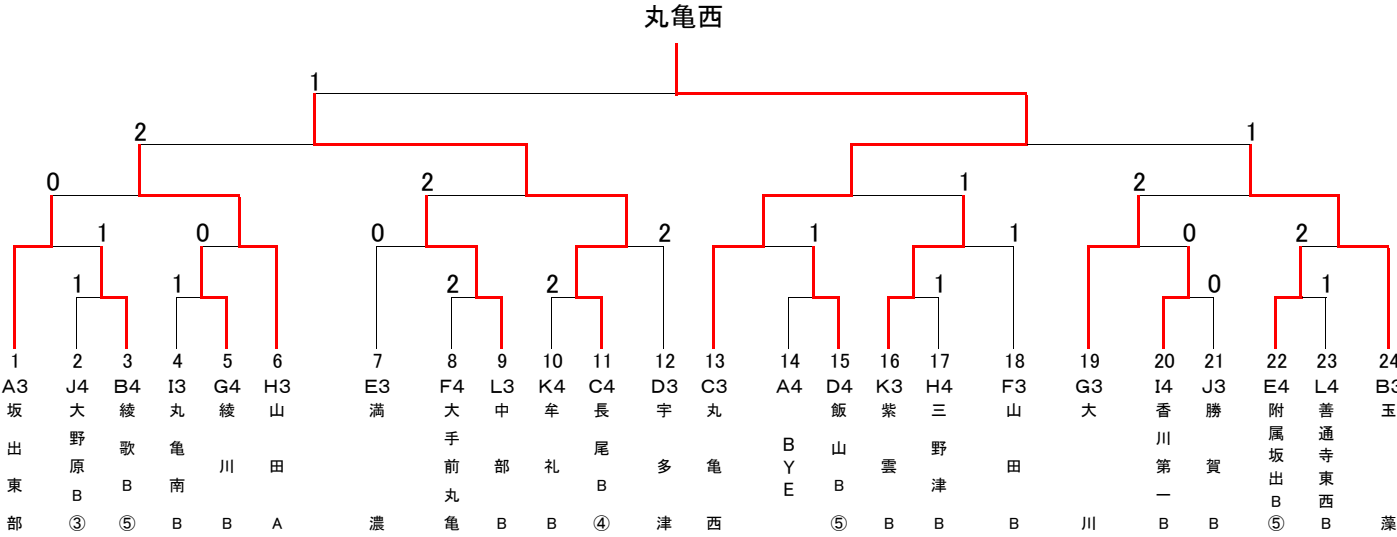 丸亀西
1
2 1
0 2 1 2
1 0 0 2 1 1 0 2
1 1 2 2 1 0 1
1 2 3 4 5 6 7 8 9 10 11 12 13 14 15 16 17 18 19 20 21 22 23 24
A3 J4 B4 I3 G4 H3 E3 F4 L3 K4 C4 D3 C3 A4 D4 K3 H4 F3 G3 I4 J3 E4 L4 B3
坂出東部
大野原B③
綾歌B⑤
丸亀南B
綾川B
山田A
満濃
大手前丸亀
中部B
牟礼B
長尾B④
宇多津
丸亀西
BYE
飯山B⑤
紫雲B
三野津B
山田B
大川
香川第一B
勝賀B
附属坂出B⑤
善通寺東西B
玉藻